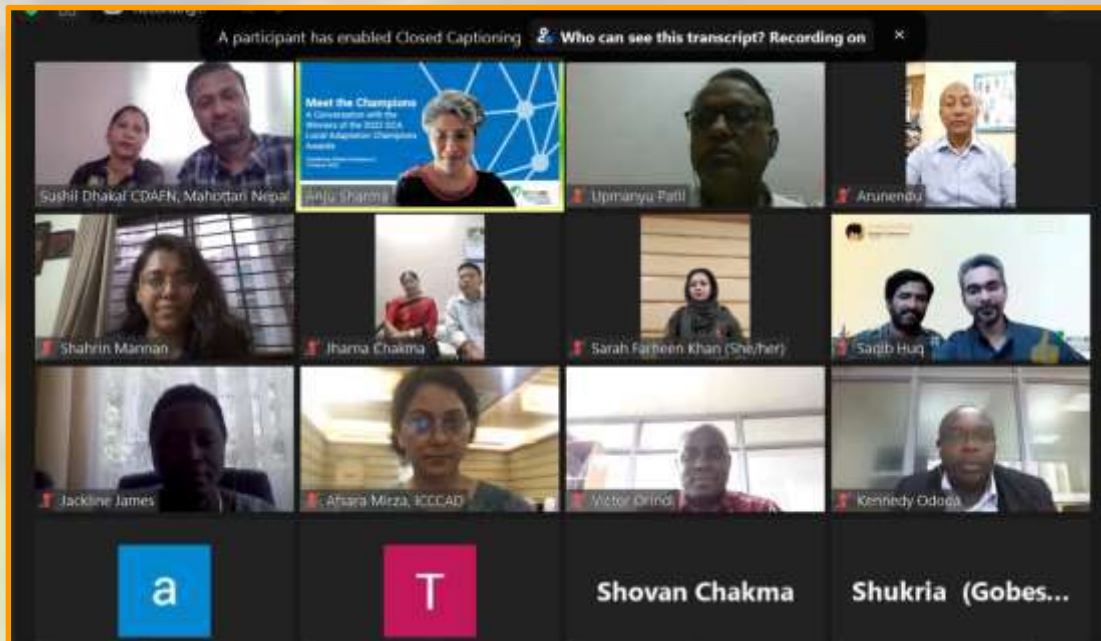 A participant has enabled Closed Captioning Who can see this transcript? Recording on
Sushil Dhakal CDAFN, Mahottari Nepal
Meet the Champions
A Conversation with the
Winners of the 2022 GCA
Local Adaptation Champions
Awards
Anju Sharma
Upmanyu Patil
Arunendu
Shahrin Mannan
Jharna Chakma
Sarah Farheen Khan (She/her)
Saqib Huq
Jackline James
Afsara Mirza, ICCCAD
Victor Orindi
Kennedy Odoga
a
T
Shovan Chakma
Shukria (Gobes...